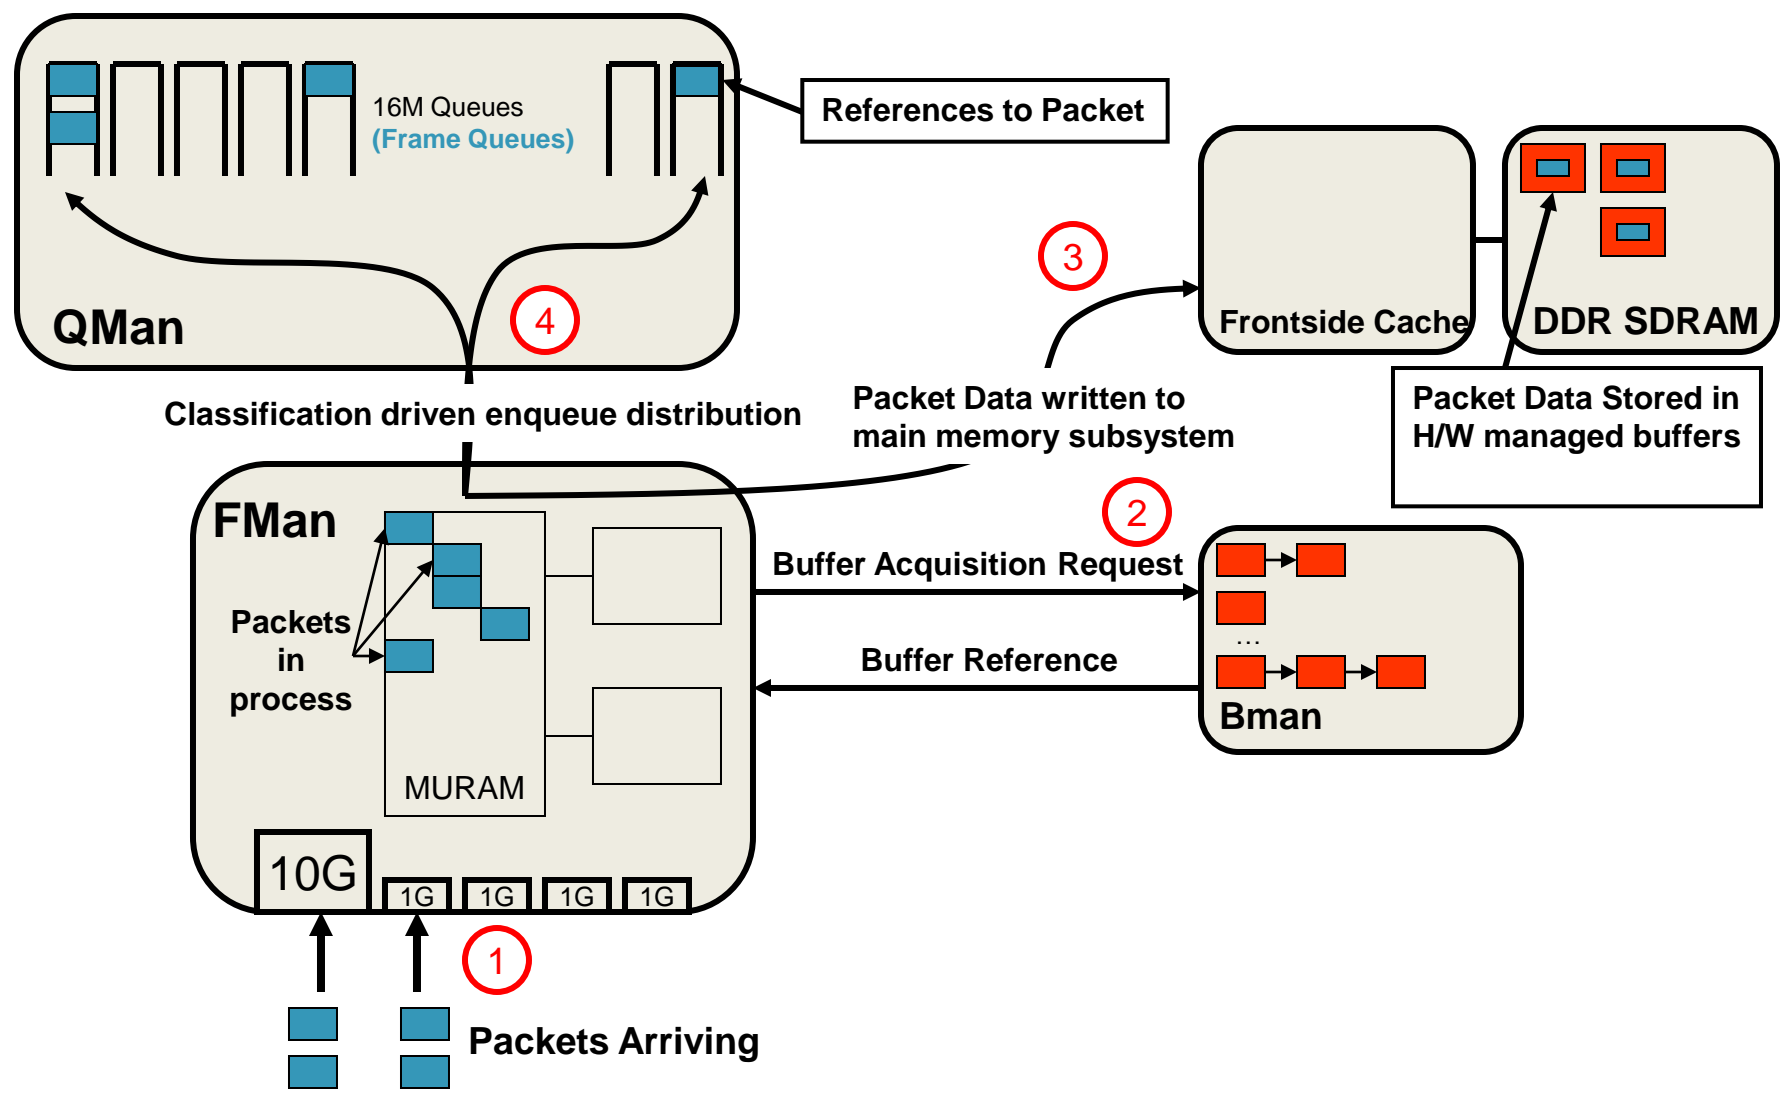 16M Queues
(Frame Queues)
References to Packet
QMan
4
3
Frontside Cache
DDR SDRAM
Classification driven enqueue distribution
Packet Data written to
main memory subsystem
Packet Data Stored in
H/W managed buffers
FMan
2
Buffer Acquisition Request
Packets
in
process
...
Buffer Reference
Bman
MURAM
10G
1G
1G
1G
1G
1
Packets Arriving